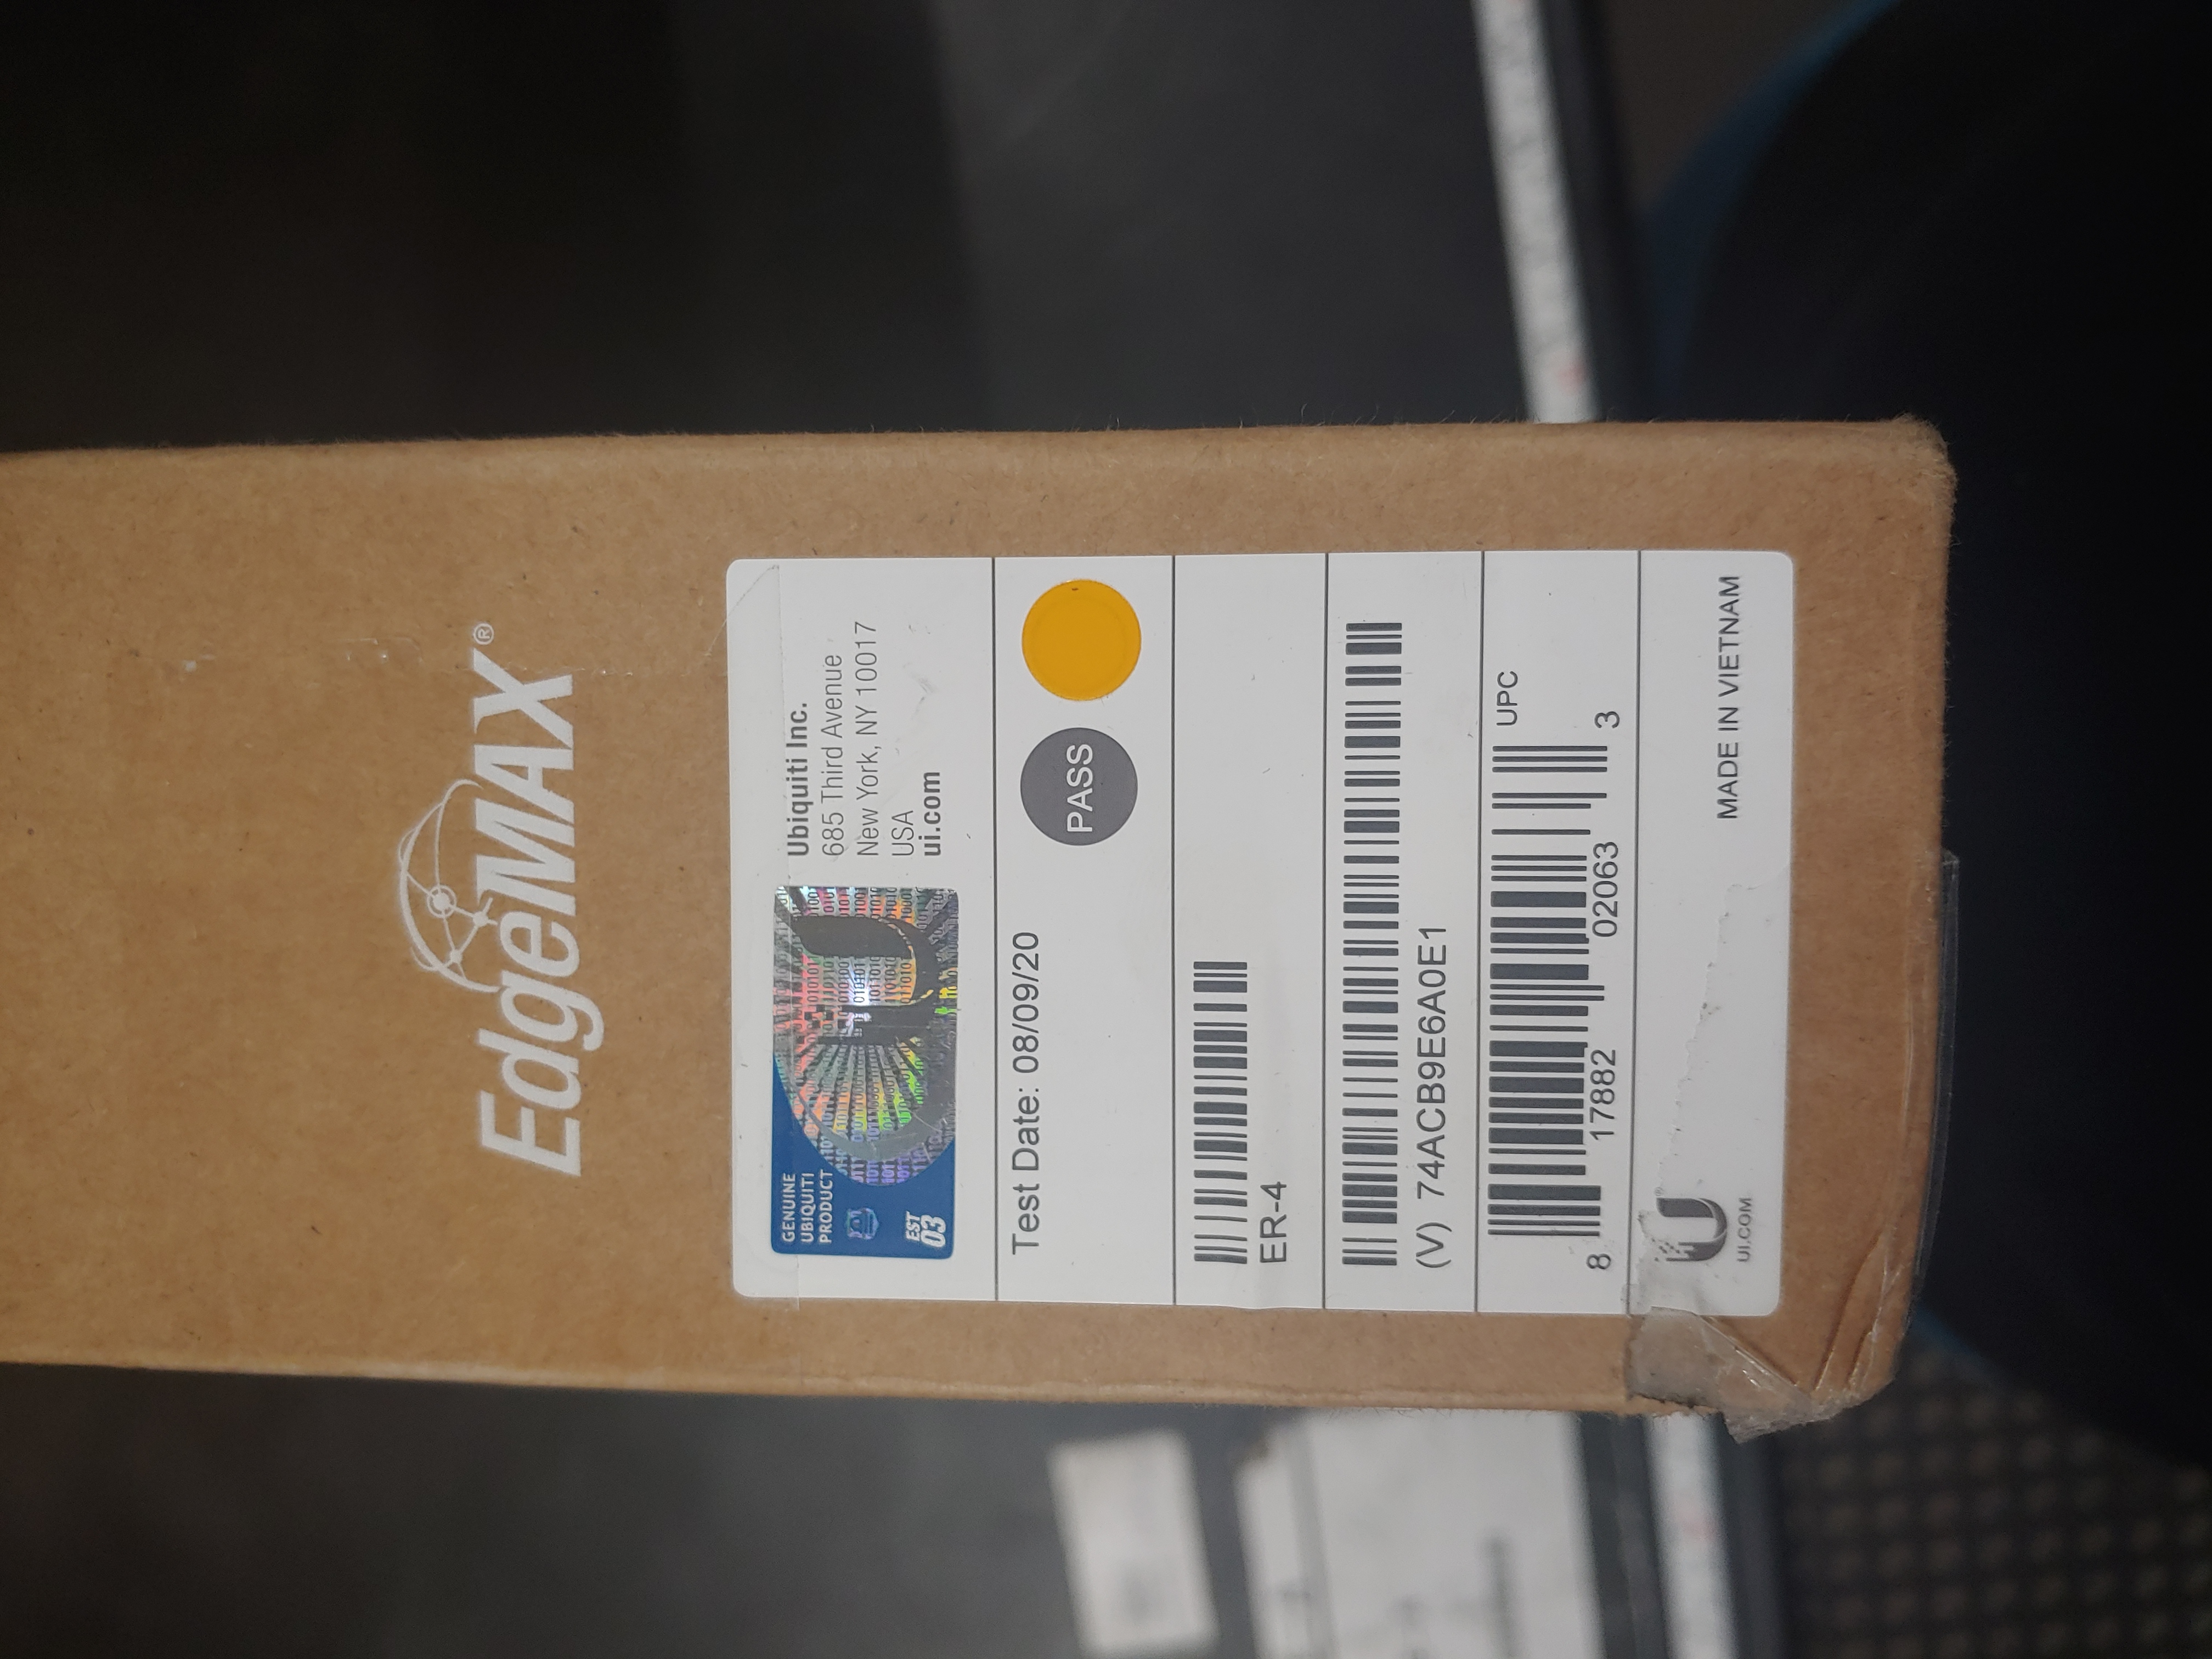 EdgeMAX®
GENUINE
UBIQUITI
PRODUCT
EST
03
Ubiquiti Inc.
685 Third Avenue
New York, NY 10017
USA
ui.com
Test Date: 08/09/20
PASS
ER-4
(V) 74ACB9E6A0E1
UPC
8 17882 02063 3
UI.COM
MADE IN VIETNAM